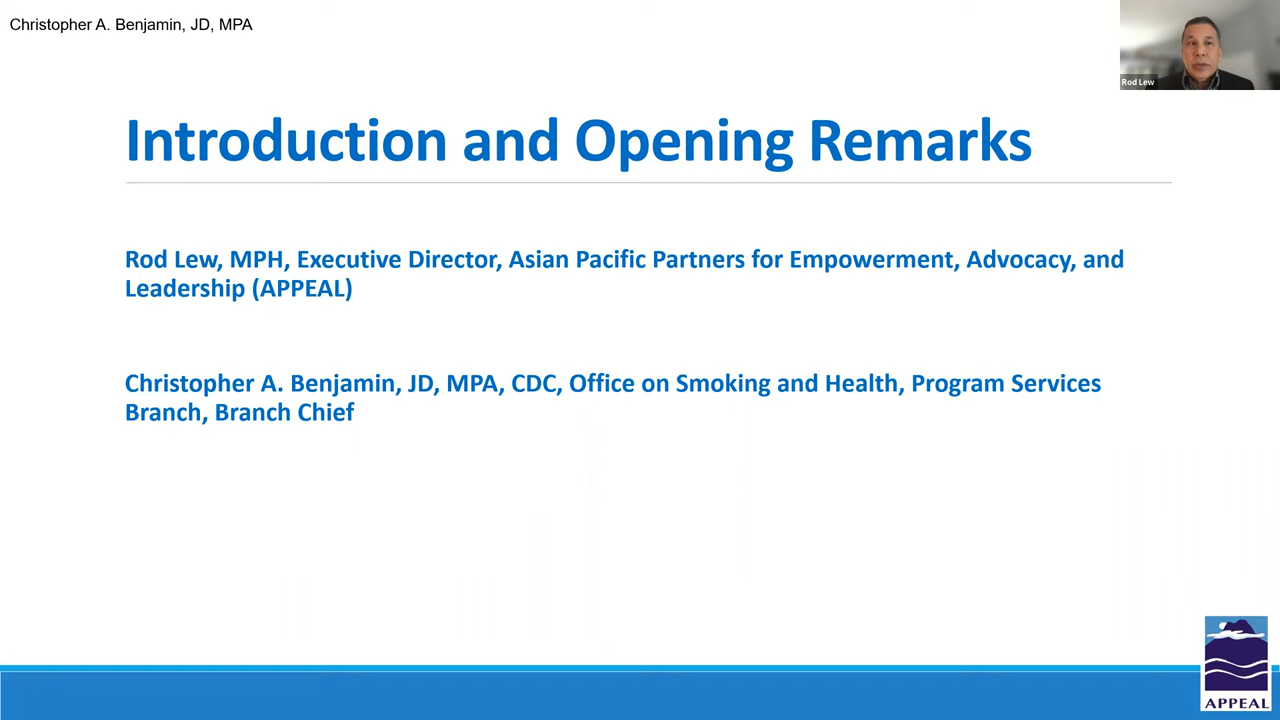 Christopher A. Benjamin, JD, MPA
Rod Lew
Introduction and Opening Remarks
Rod Lew, MPH, Executive Director, Asian Pacific Partners for Empowerment, Advocacy, and
Leadership (APPEAL)
Christopher A. Benjamin, JD, MPA, CDC, Office on Smoking and Health, Program Services
Branch, Branch Chief
APPEAL